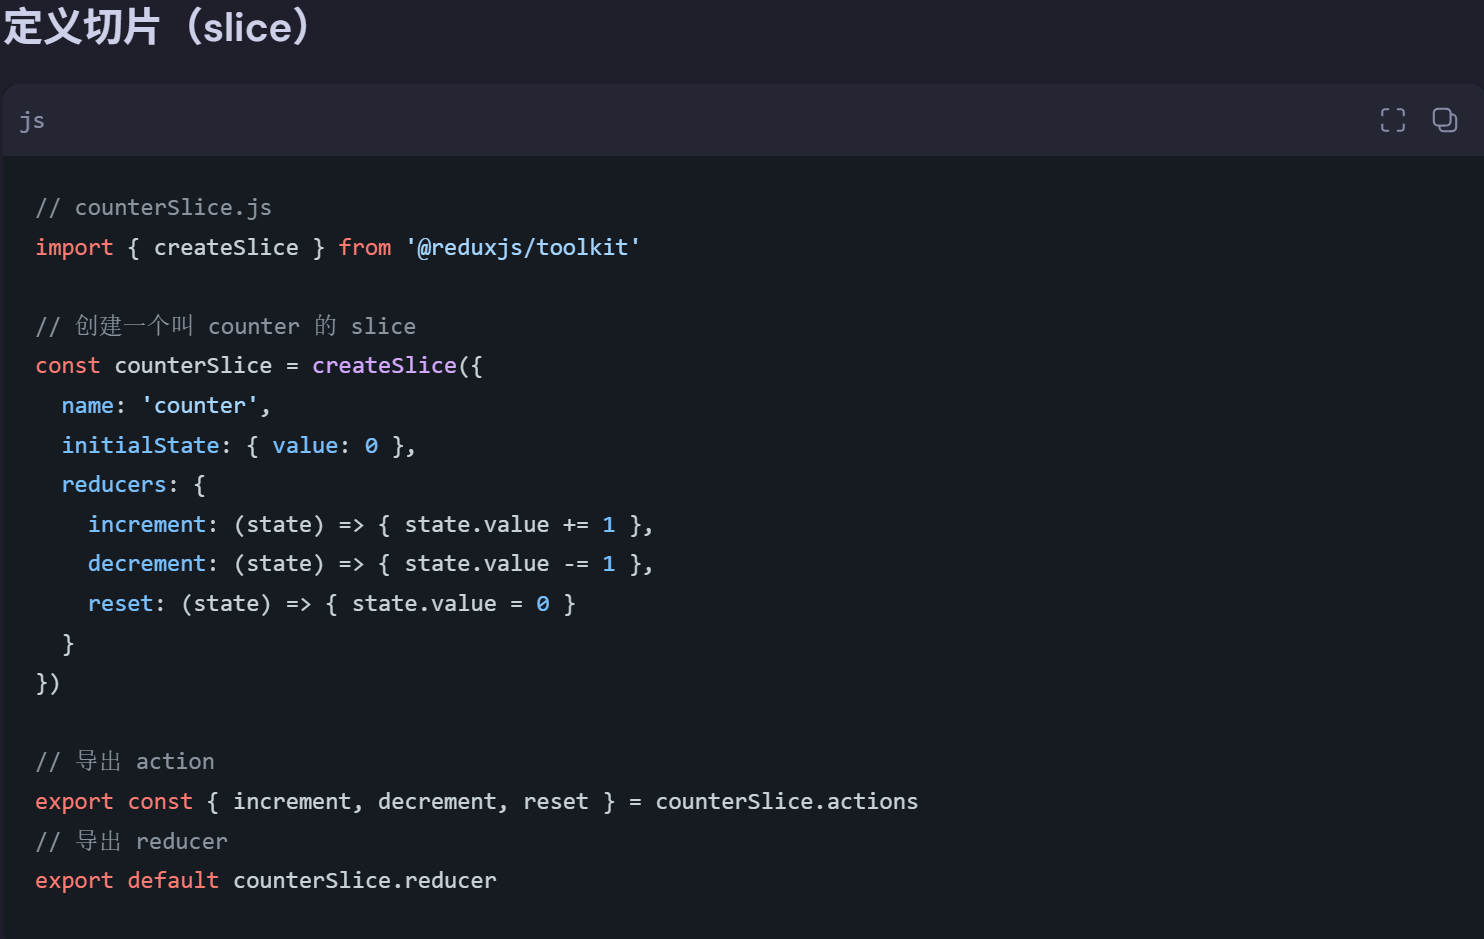 定义切片（slice）
js
// counterSlice.js
import { createSlice } from '@reduxjs/toolkit'
// 创建一个叫 counter 的 slice
const counterSlice = createSlice({
  name: 'counter',
  initialState: { value: 0 },
  reducers: {
    increment: (state) => { state.value += 1 },
    decrement: (state) => { state.value -= 1 },
    reset: (state) => { state.value = 0 }
  }
})
// 导出 action
export const { increment, decrement, reset } = counterSlice.actions
// 导出 reducer
export default counterSlice.reducer